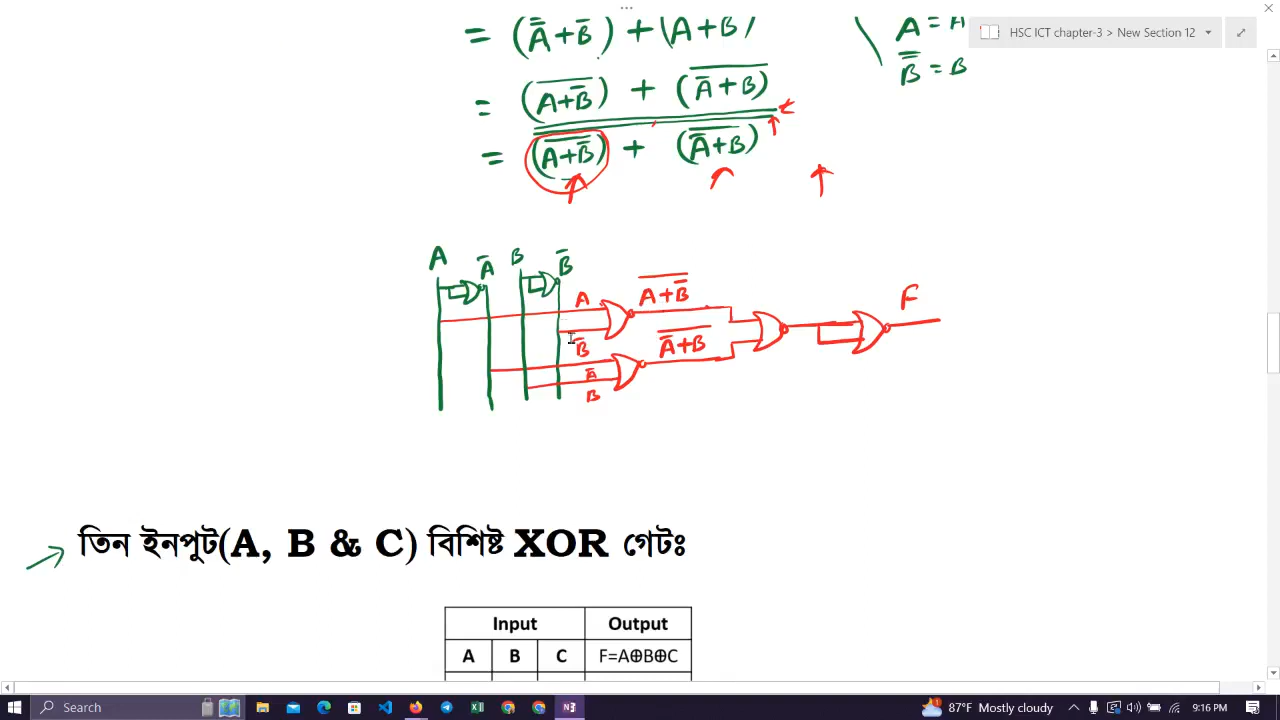 = (A̿+B̅) + (A+B)
A = A
HSC ICT chapter-3 > New Section 12
B̿ = B
= (A+B̅) + (A̅+B)
= (A+B̅) + (A̅+B)
A A̅ B B̅
A A+B̅ F
B̅ A̅+B
A̅
B
তিন ইনপুট(A, B & C) বিশিষ্ট XOR গেটঃ
Input Output
A B C F=A⊕B⊕C
Search 87°F Mostly cloudy 9:16 PM